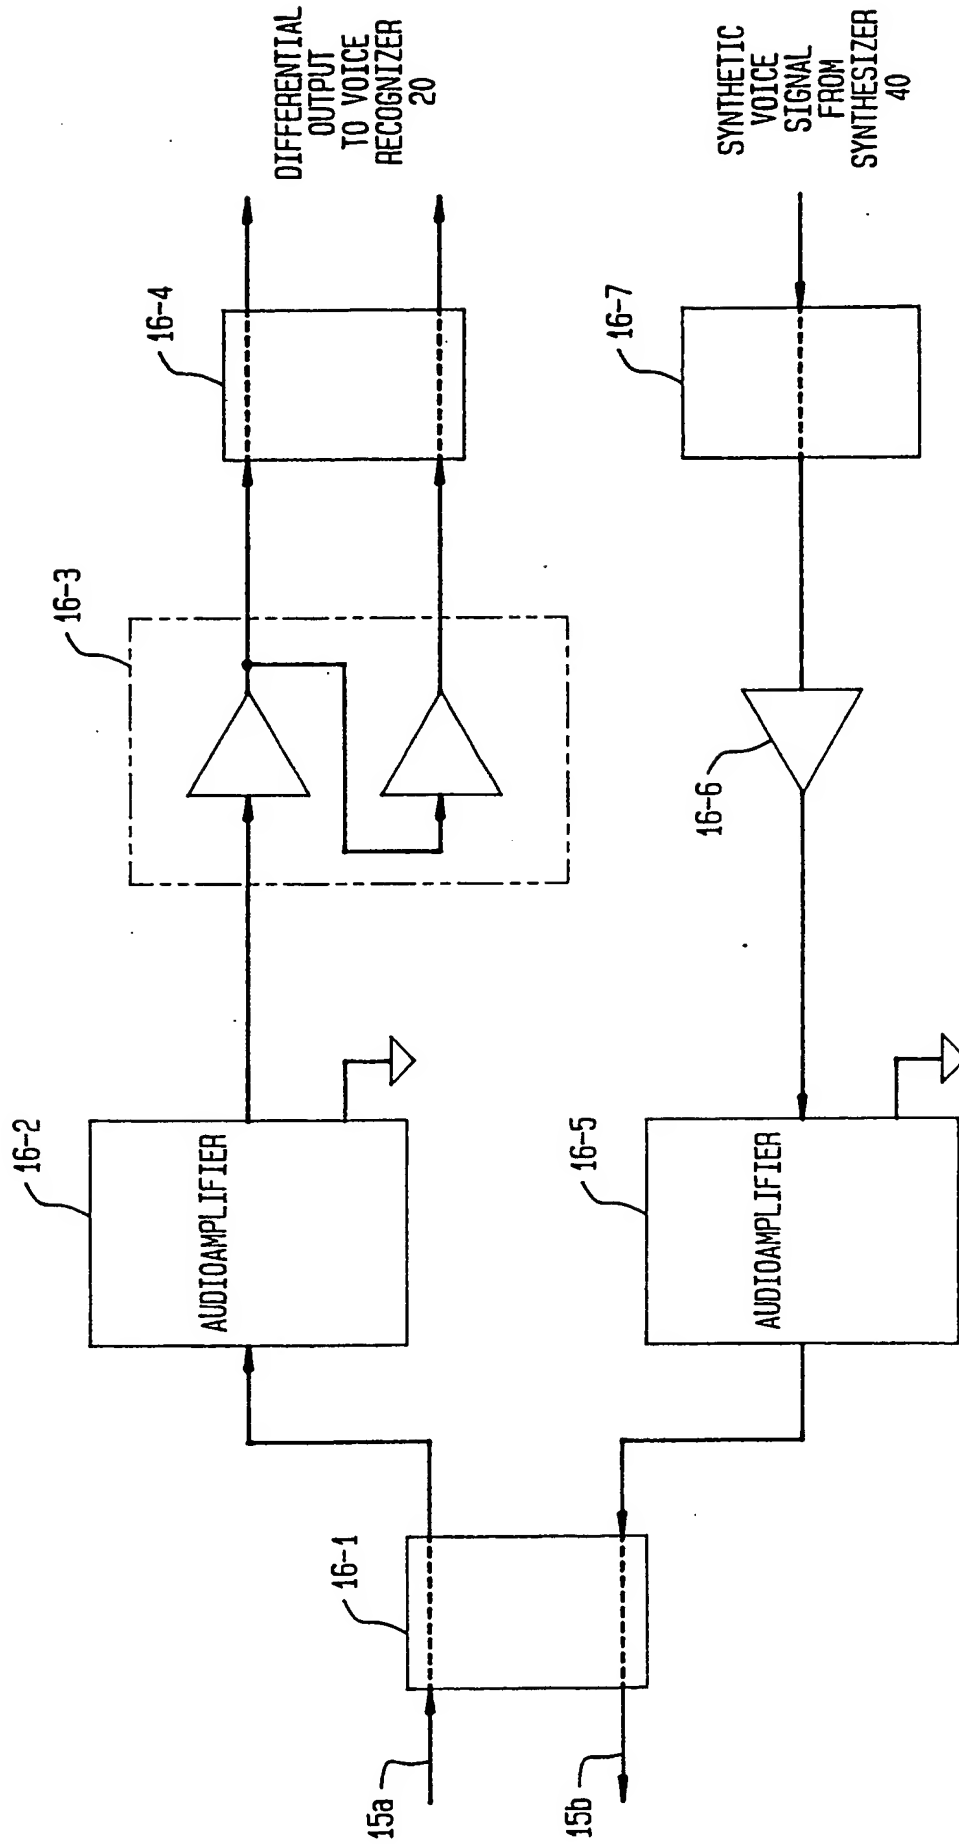 15a
15b
16-1
16-2
AUDIOAMPLIFIER
16-3
16-4
DIFFERENTIAL
OUTPUT
TO VOICE
RECOGNIZER
20
16-5
AUDIOAMPLIFIER
16-6
16-7
SYNTHETIC
VOICE
SIGNAL
FROM
SYNTHESIZER
40